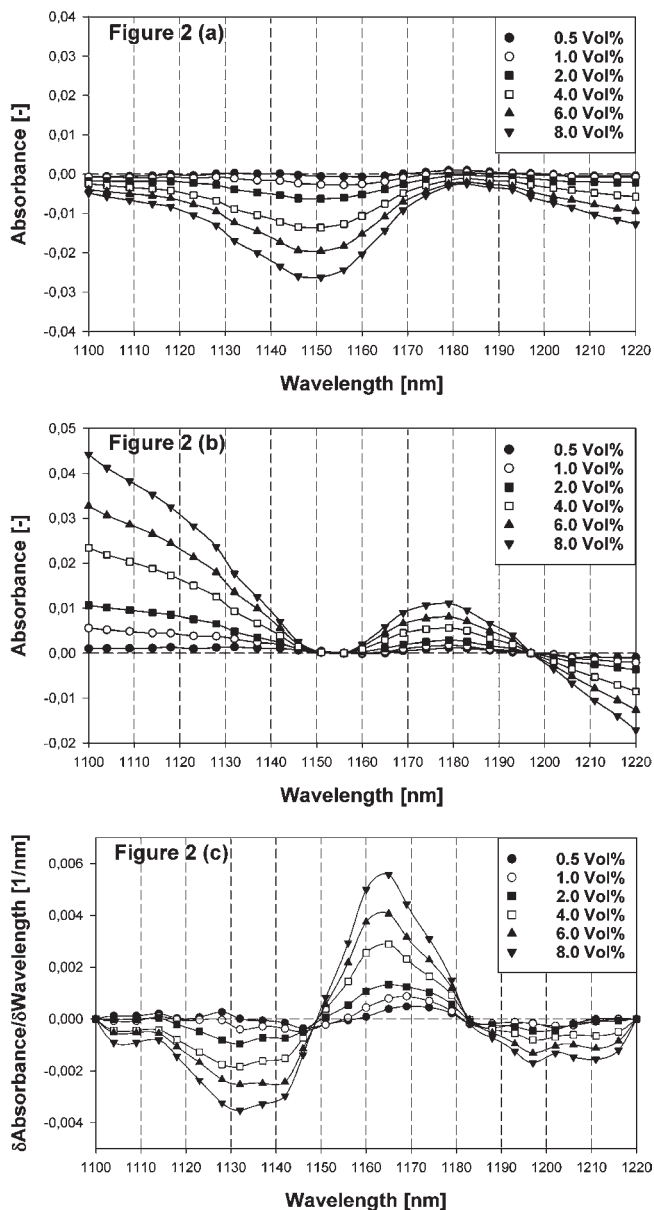 Figure 2 (a)
0.5 Vol%
1.0 Vol%
2.0 Vol%
4.0 Vol%
6.0 Vol%
8.0 Vol%
0,04
0,03
0,02
0,01
0,00
-0,01
-0,02
-0,03
-0,04
Absorbance [-]
1100 1110 1120 1130 1140 1150 1160 1170 1180 1190 1200 1210 1220
Wavelength [nm]
Figure 2 (b)
0.5 Vol%
1.0 Vol%
2.0 Vol%
4.0 Vol%
6.0 Vol%
8.0 Vol%
0,05
0,04
0,03
0,02
0,01
0,00
-0,01
-0,02
Absorbance [-]
1100 1110 1120 1130 1140 1150 1160 1170 1180 1190 1200 1210 1220
Wavelength [nm]
Figure 2 (c)
0.5 Vol%
1.0 Vol%
2.0 Vol%
4.0 Vol%
6.0 Vol%
8.0 Vol%
0,006
0,004
0,002
0,000
-0,002
-0,004
δAbsorbance/δWavelength [1/nm]
1100 1110 1120 1130 1140 1150 1160 1170 1180 1190 1200 1210 1220
Wavelength [nm]